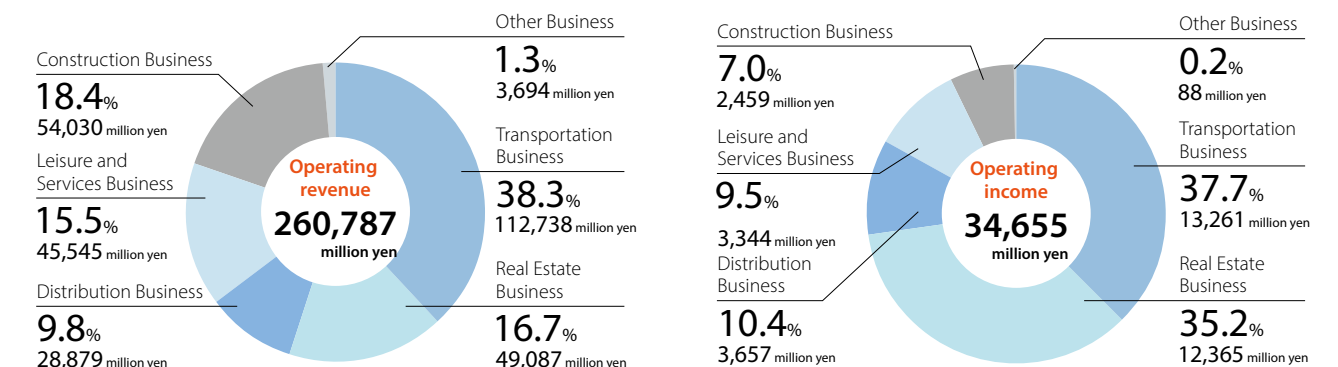 Other Business
1.3%
3,694 million yen
Construction Business
18.4%
54,030 million yen
Transportation
Business
38.3%
112,738 million yen
Leisure and
Services Business
15.5%
45,545 million yen
Operating
revenue
260,787
million yen
Real Estate
Business
16.7%
49,087 million yen
Distribution Business
9.8%
28,879 million yen
Other Business
0.2%
88 million yen
Construction Business
7.0%
2,459 million yen
Transportation
Business
37.7%
13,261 million yen
Leisure and
Services Business
9.5%
3,344 million yen
Operating
income
34,655
million yen
Distribution
Business
10.4%
3,657 million yen
Real Estate
Business
35.2%
12,365 million yen